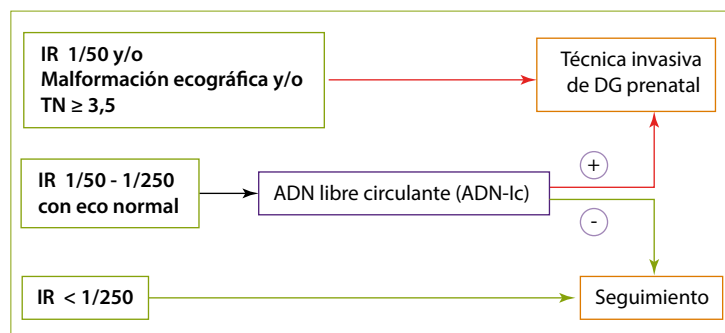 IR 1/50 y/o
Malformación ecográfica y/o
TN ≥ 3,5
Técnica invasiva
de DG prenatal
IR 1/50 - 1/250
con eco normal
ADN libre circulante (ADN-lc)
+
-
IR < 1/250
Seguimiento